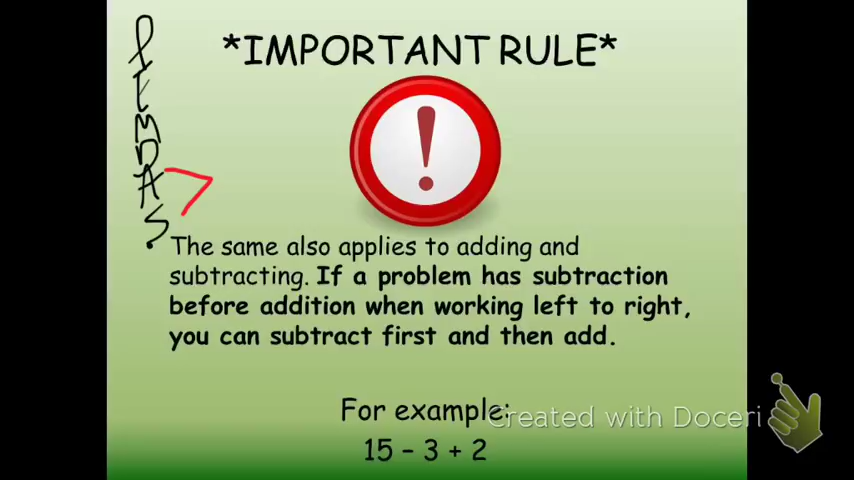 *IMPORTANT RULE*
PEMDAS
The same also applies to adding and
subtracting. If a problem has subtraction
before addition when working left to right,
you can subtract first and then add.
For example:
15 – 3 + 2
Created with Doceri